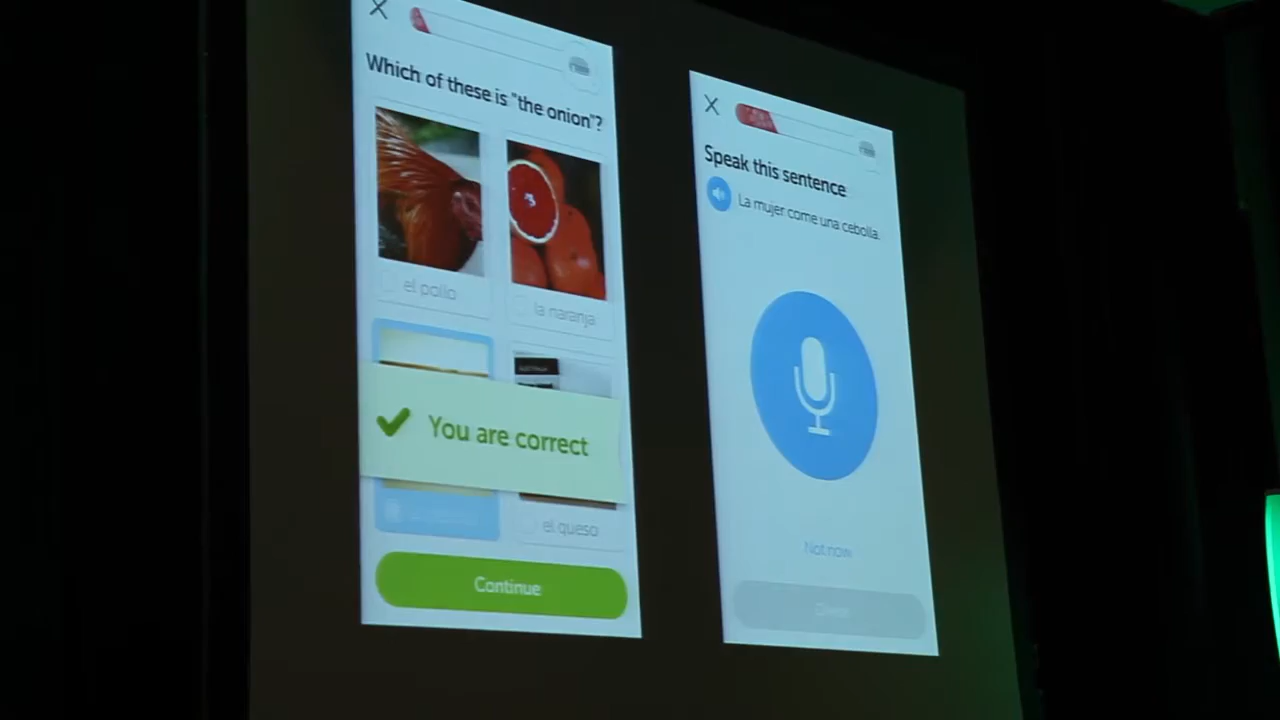 Which of these is "the onion"?
el pollo
la naranja
You are correct
el queso
Continue
Speak this sentence
La mujer come una cebolla.
Not now